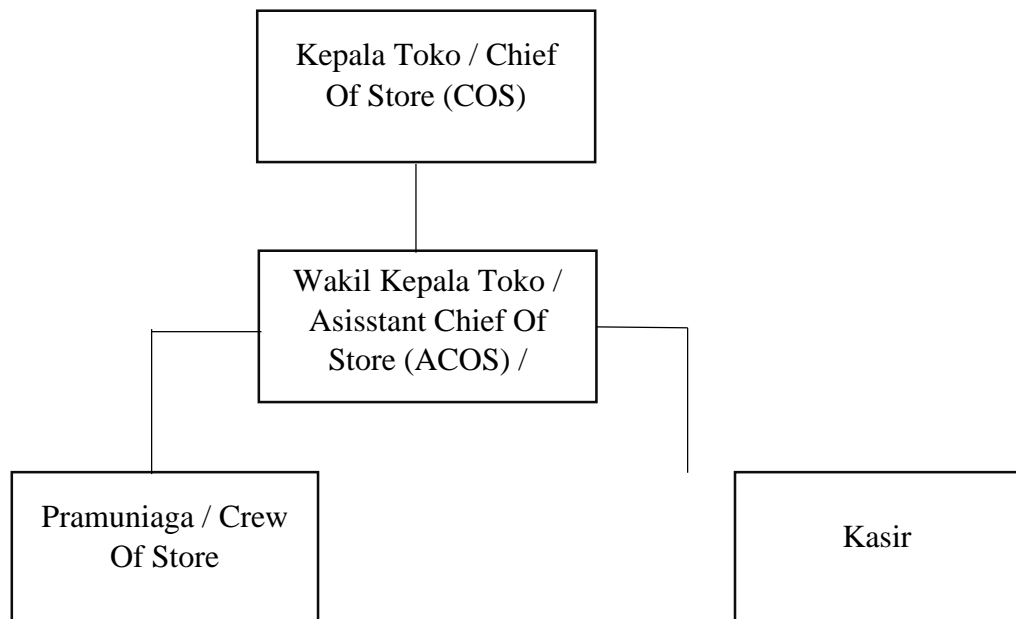 Kepala Toko / Chief
Of Store (COS)
Wakil Kepala Toko /
Asisstant Chief Of
Store (ACOS) /
Pramuniaga / Crew
Of Store
Kasir